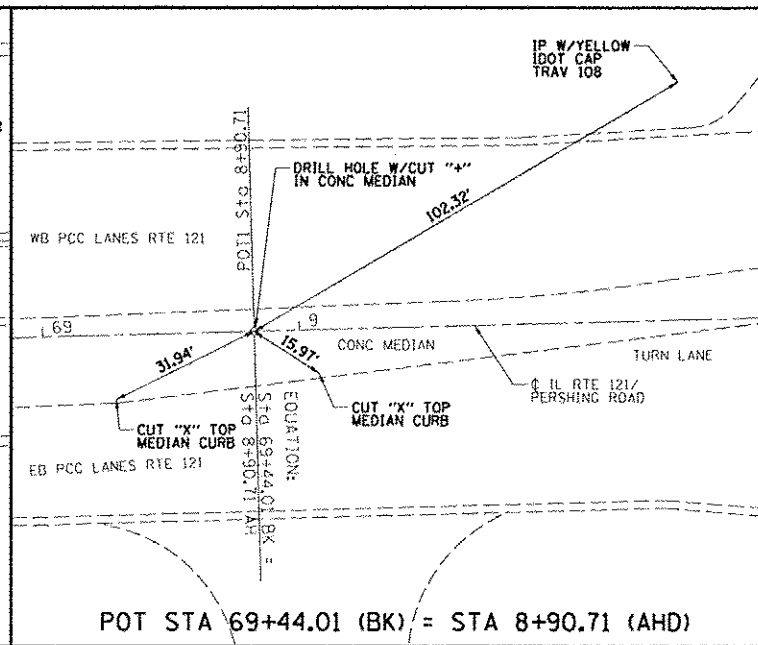 IP W/YELLOW
IDOT CAP
TRAV 108
POT1 Sta 8+90.71
DRILL HOLE W/CUT "+"
IN CONC MEDIAN
102.32'
WB PCC LANES RTE 121
69
9
31.94'
15.97'
CONC MEDIAN
TURN LANE
℄ IL RTE 121/
PERSHING ROAD
CUT "X" TOP
MEDIAN CURB
CUT "X" TOP
MEDIAN CURB
EQUATION:
Sta 69+44.01 BK =
Sta 8+90.71 AH
EB PCC LANES RTE 121
POT STA 69+44.01 (BK) = STA 8+90.71 (AHD)